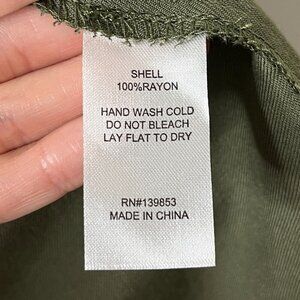 SHELL
100%RAYON
HAND WASH COLD
DO NOT BLEACH
LAY FLAT TO DRY
RN#139853
MADE IN CHINA